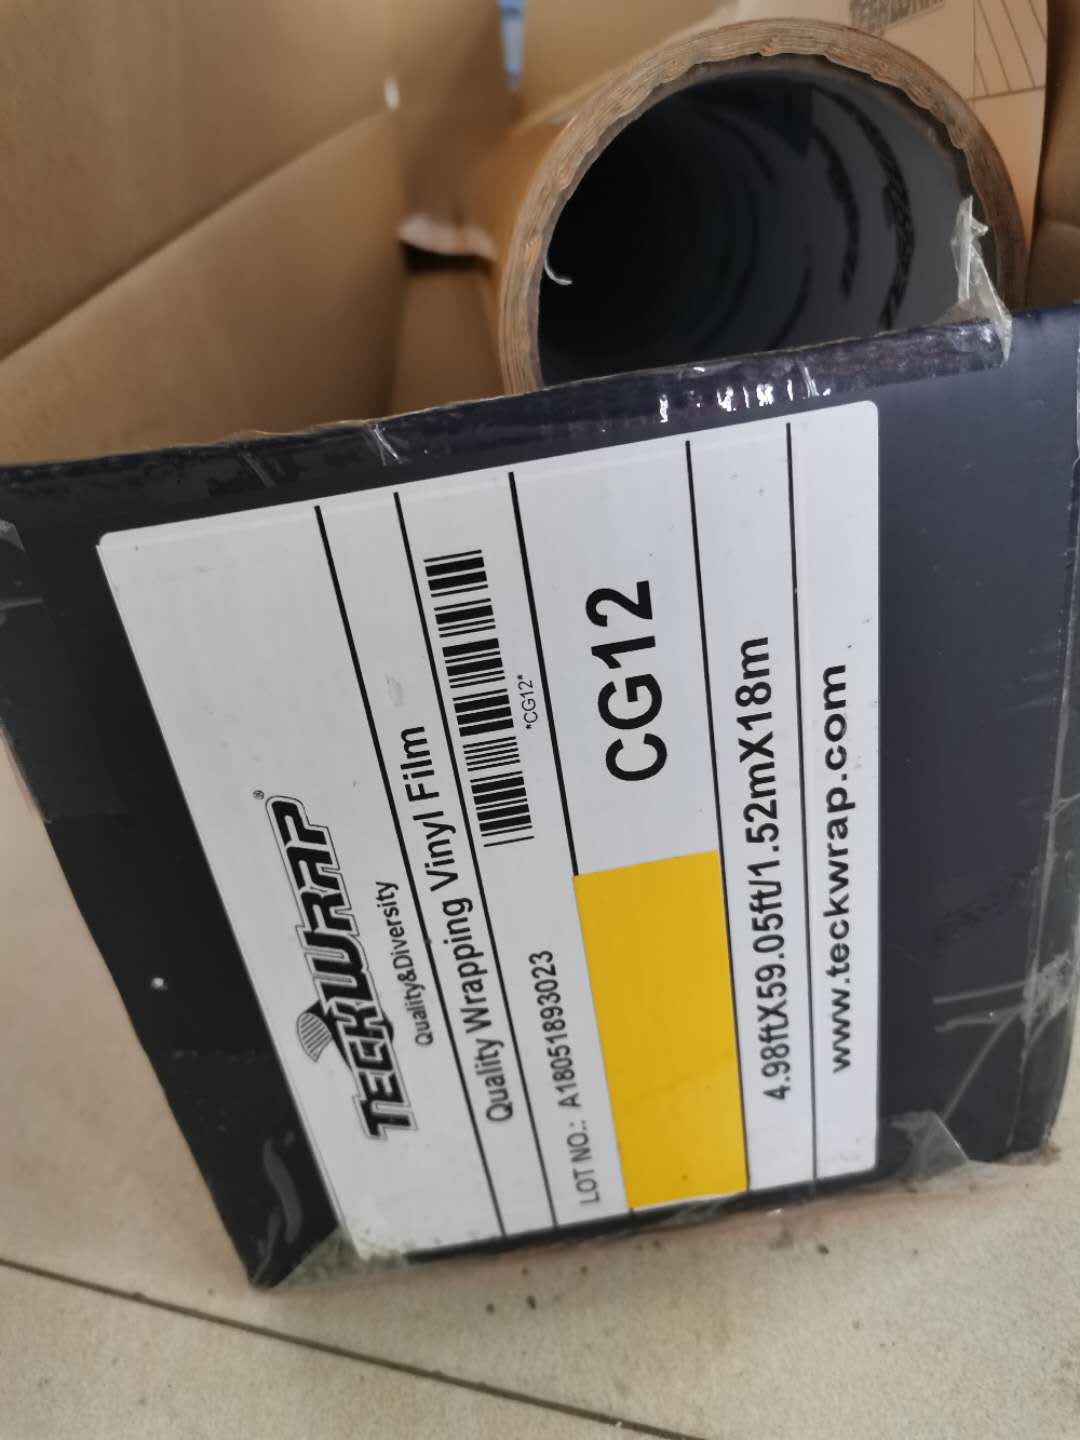 TECKWRAP
TECKWRAP®
Quality&Diversity
Quality Wrapping Vinyl Film
*CG12*
LOT NO.: A18051893023
CG12
4.98ftX59.05ft/1.52mX18m
www.teckwrap.com